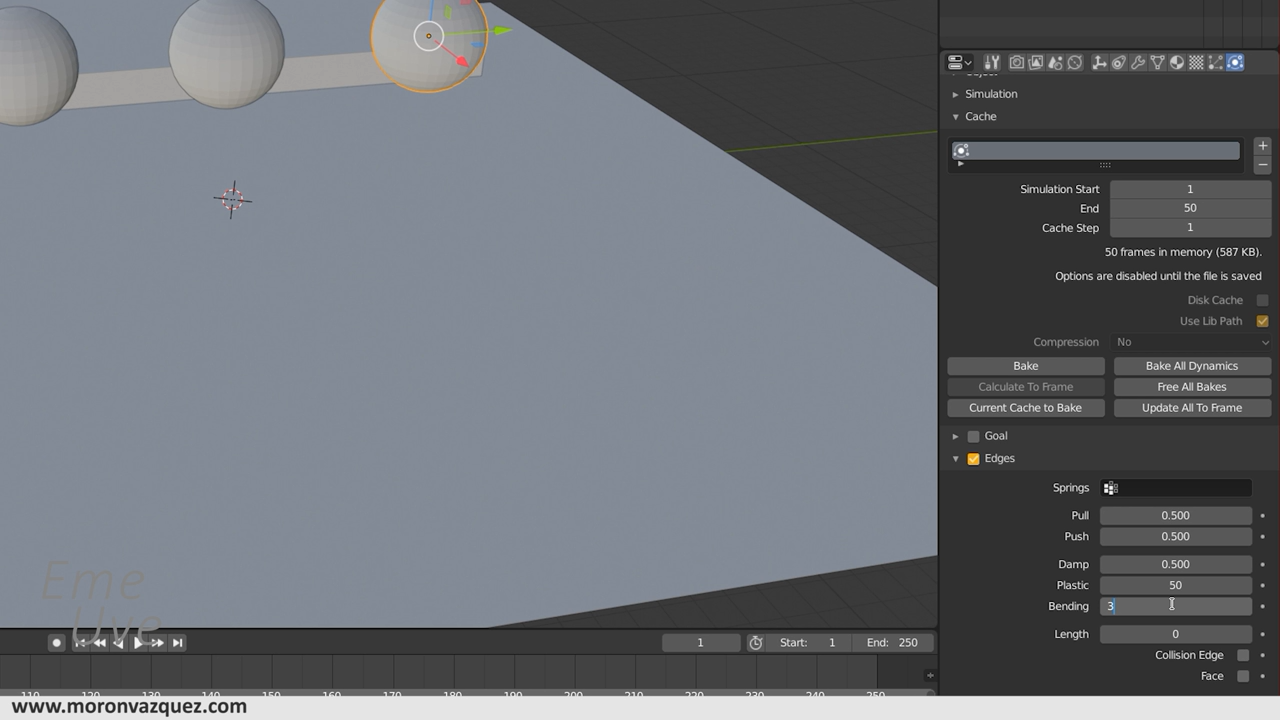 Simulation
Cache
Simulation Start 1
End 50
Cache Step 1
50 frames in memory (587 KB).
Options are disabled until the file is saved
Disk Cache
Use Lib Path
Compression No
Bake Bake All Dynamics
Calculate To Frame Free All Bakes
Current Cache to Bake Update All To Frame
Goal
Edges
Springs
Pull 0.500
Push 0.500
Damp 0.500
Plastic 50
Bending 3
Length 0
Collision Edge
Face
Eme
Uve
1 Start: 1 End: 250
110 120 130 140 150 160 170 180 190 200 210 220 230 240 250
www.moronvazquez.com